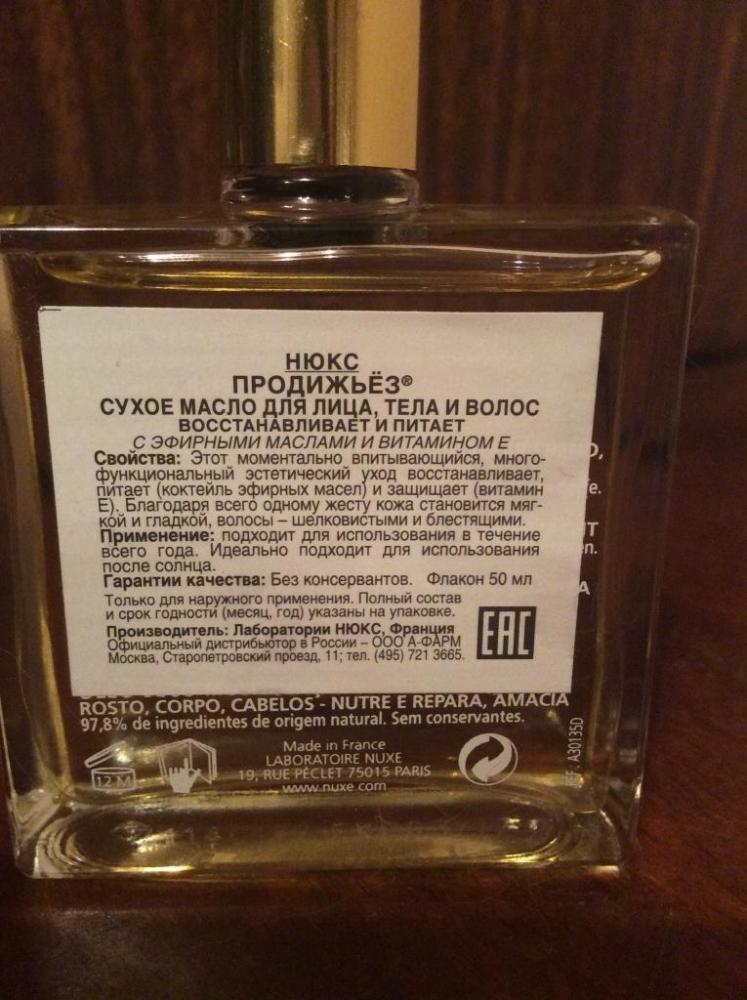 НЮКС
ПРОДИЖЬЁЗ®
СУХОЕ МАСЛО ДЛЯ ЛИЦА, ТЕЛА И ВОЛОС
ВОССТАНАВЛИВАЕТ И ПИТАЕТ
С ЭФИРНЫМИ МАСЛАМИ И ВИТАМИНОМ Е
Свойства: Этот моментально впитывающийся, много-
функциональный эстетический уход восстанавливает,
питает (коктейль эфирных масел) и защищает (витамин
Е). Благодаря всего одному жесту кожа становится мяг-
кой и гладкой, волосы – шелковистыми и блестящими.
Применение: подходит для использования в течение
всего года. Идеально подходит для использования
после солнца.
Гарантии качества: Без консервантов. Флакон 50 мл
Только для наружного применения. Полный состав
и срок годности (месяц, год) указаны на упаковке.
Производитель: Лаборатории НЮКС, Франция
Официальный дистрибьютор в России – ООО А-ФАРМ
Москва, Старопетровский проезд, 11; тел. (495) 721 3665.
EAC
ROSTO, CORPO, CABELOS - NUTRE E REPARA, AMACIA
97,8% de ingredientes de origem natural. Sem conservantes.
Made in France
LABORATOIRE NUXE
19, RUE PÉCLET 75015 PARIS
www.nuxe.com
12 M
REF. A30135D